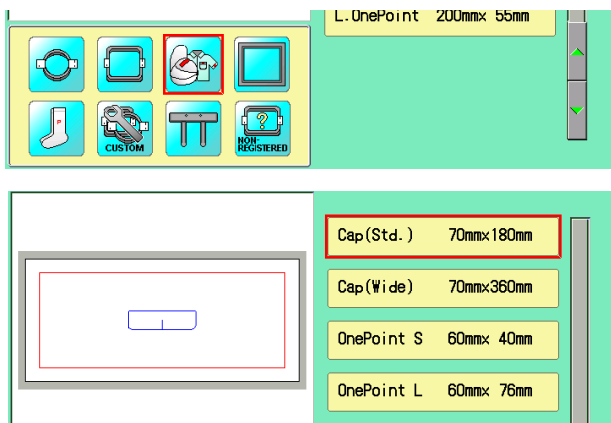 L.OnePoint 200mm× 55mm
P
CUSTOM
?
NON-
REGISTERED
Cap(Std.) 70mm×180mm
Cap(Wide) 70mm×360mm
OnePoint S 60mm× 40mm
OnePoint L 60mm× 76mm